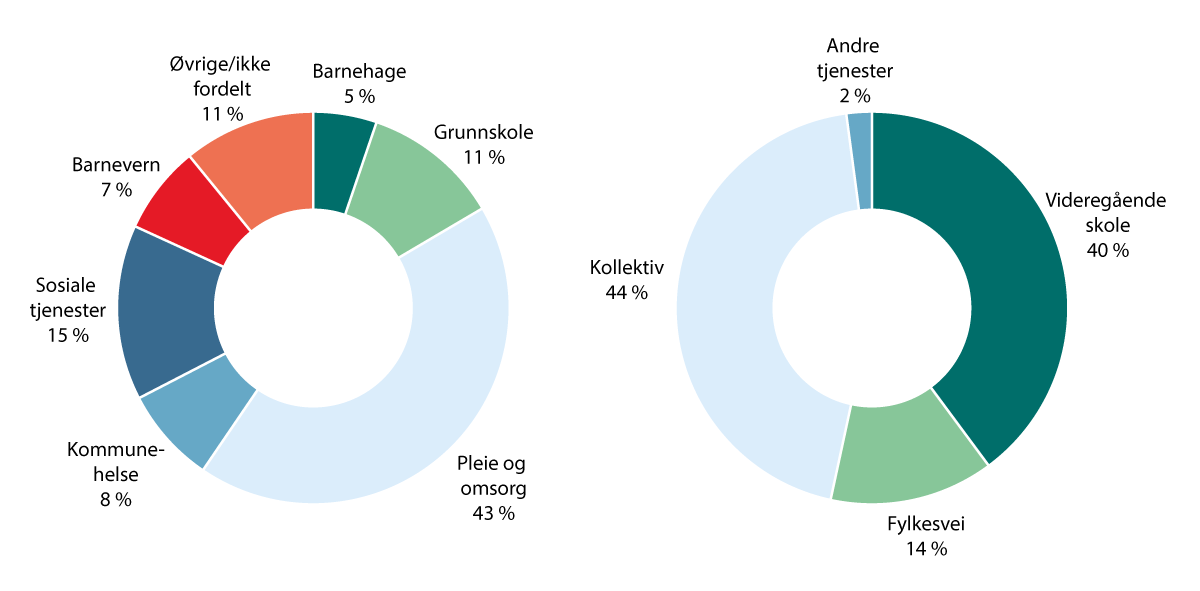 Barnehage
5 %
Grunnskole
11 %
Pleie og
omsorg
43 %
Kommune-
helse
8 %
Sosiale
tjenester
15 %
Barnevern
7 %
Øvrige/ikke
fordelt
11 %
Videregående
skole
40 %
Fylkesvei
14 %
Kollektiv
44 %
Andre
tjenester
2 %